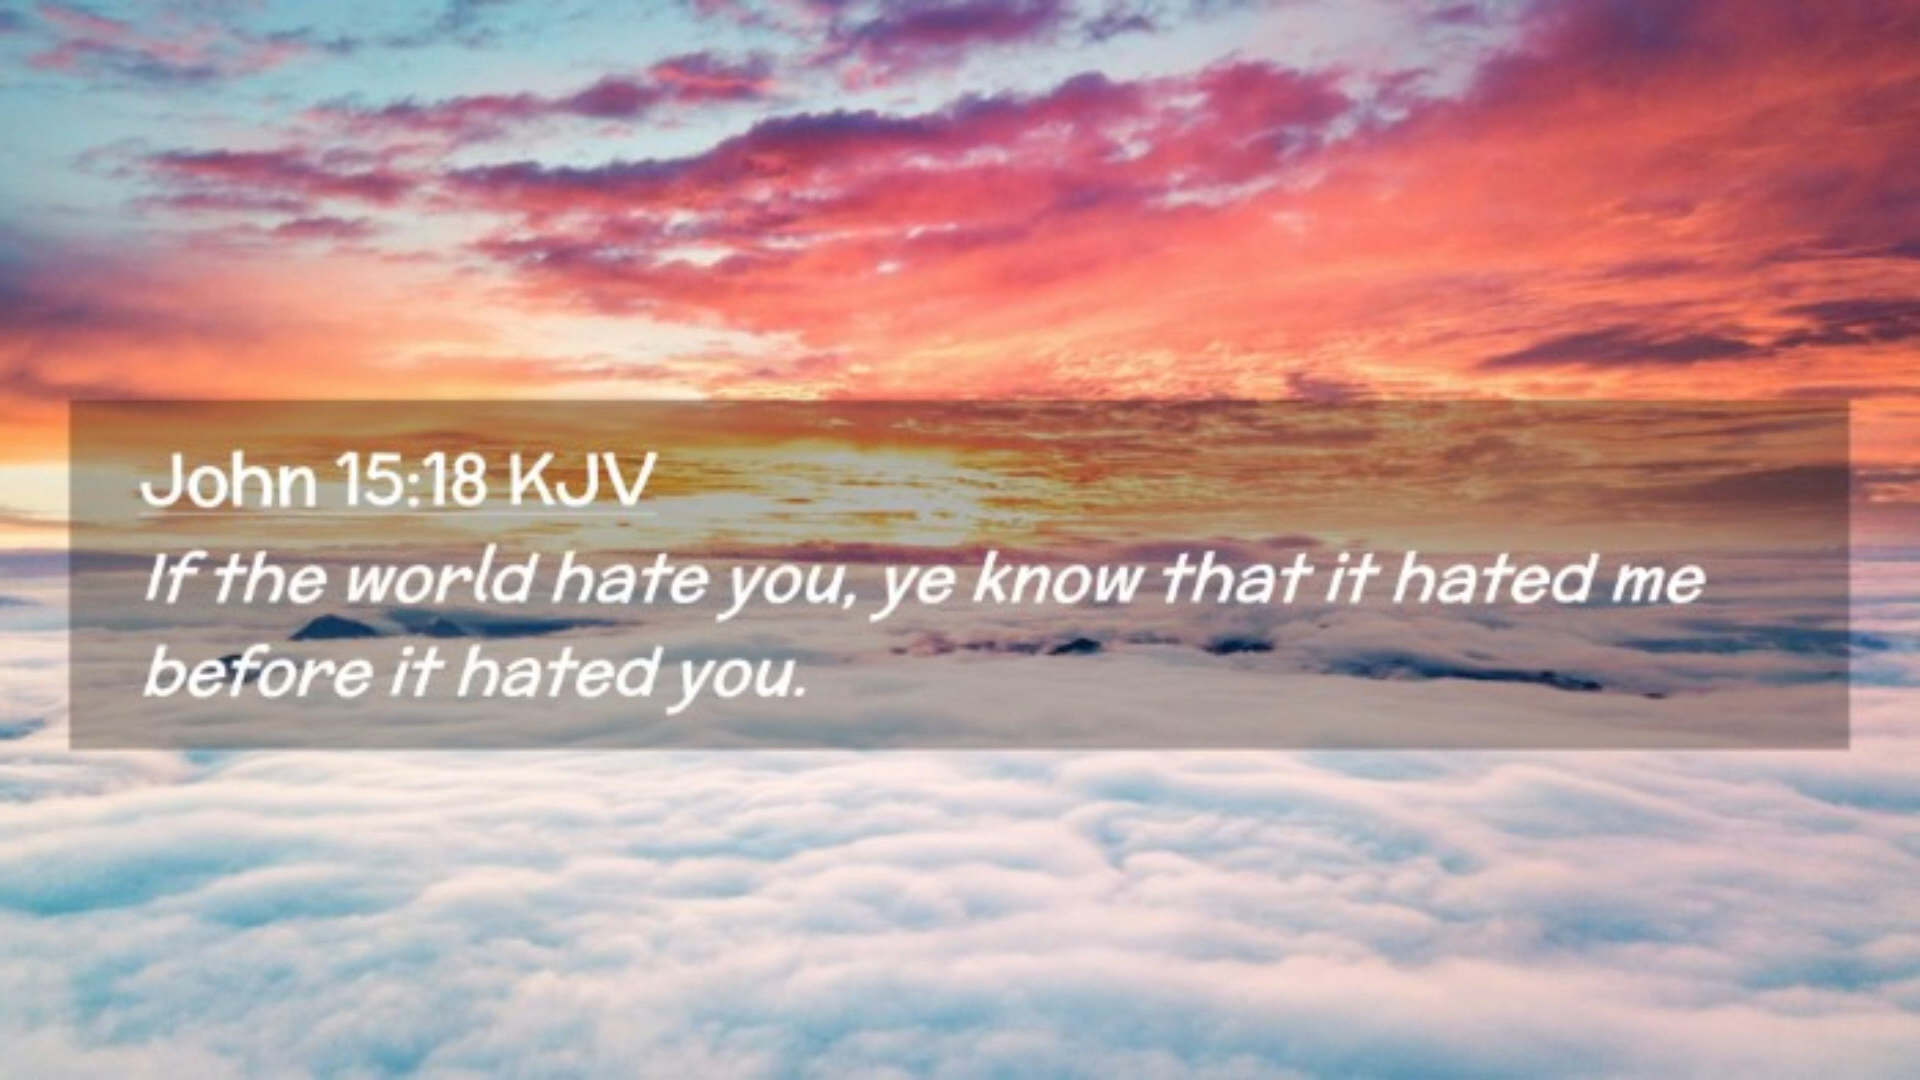 John 15:18 KJV
If the world hate you, ye know that it hated me
before it hated you.